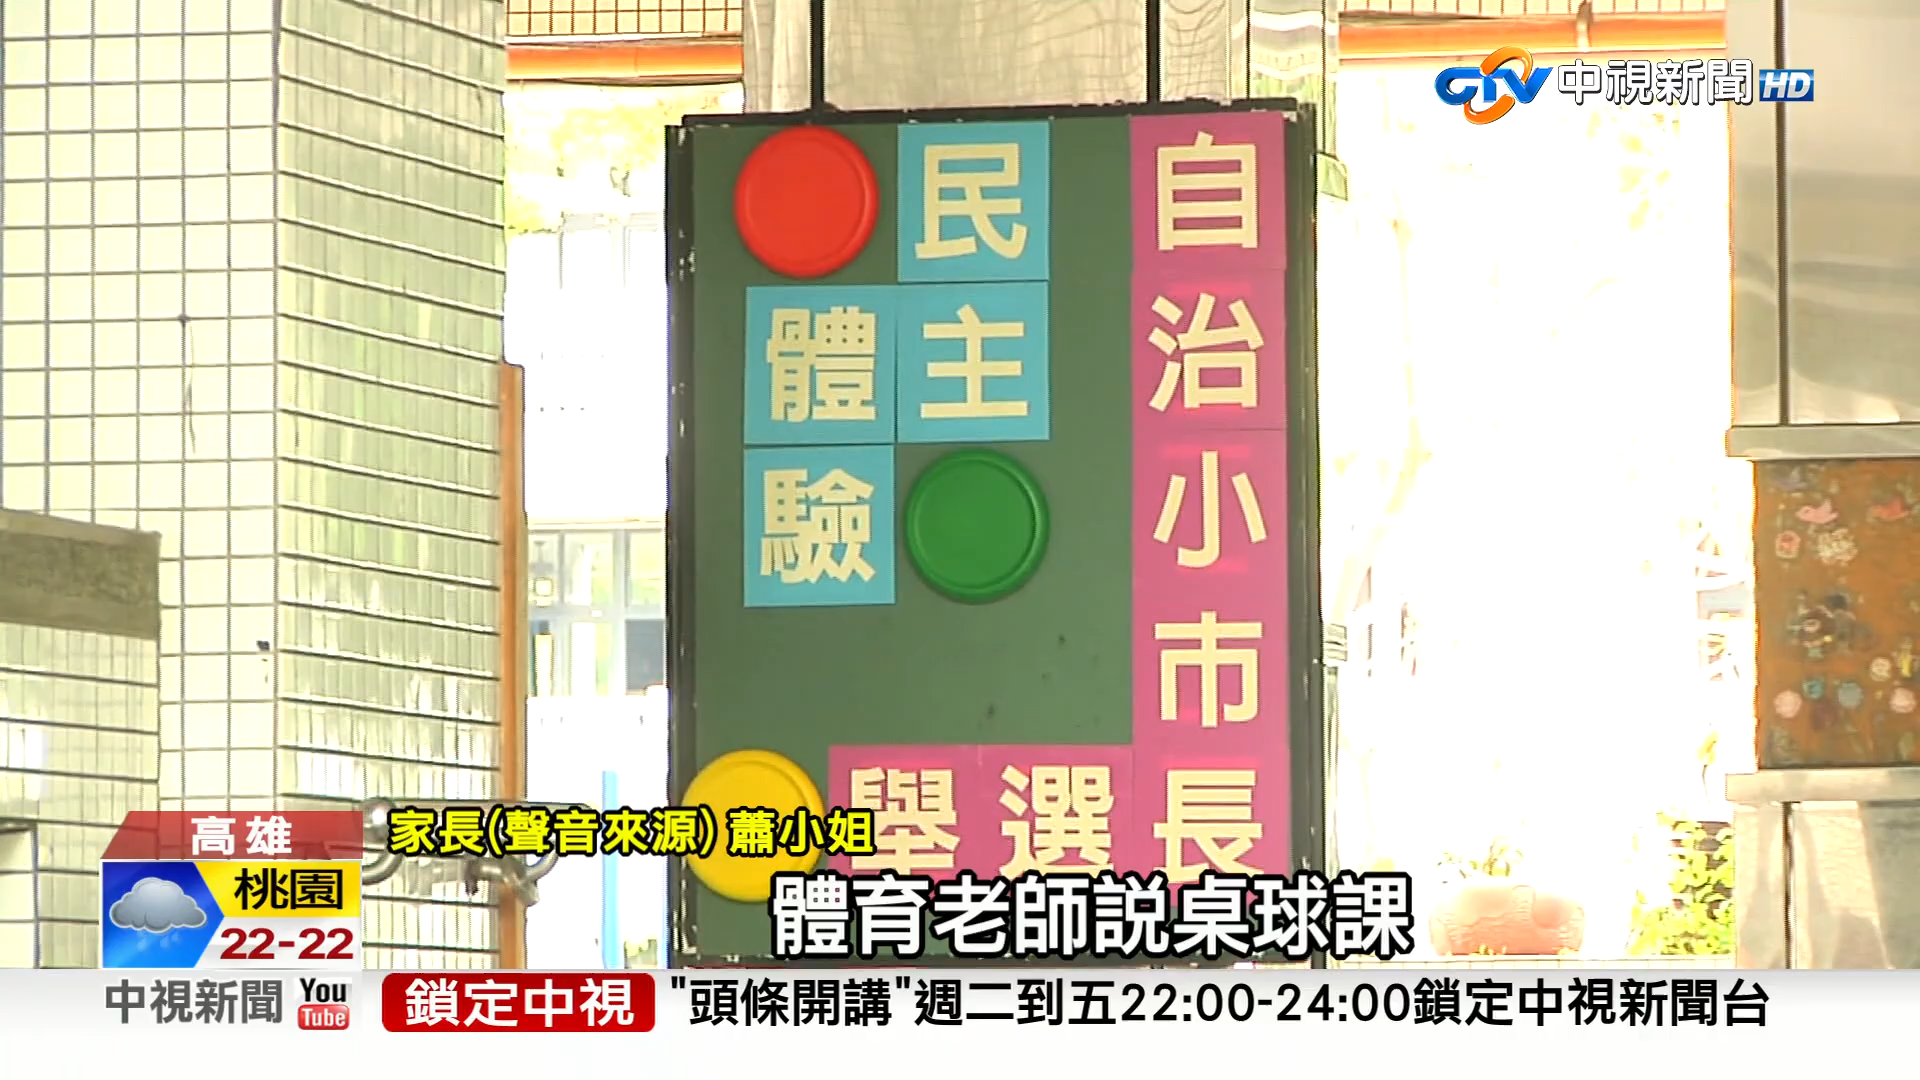 CTV中視新聞HD
自治小市長
選舉
民主
體驗
高雄
家長(聲音來源) 蕭小姐
桃園
22-22
體育老師説桌球課
中視新聞 YouTube 鎖定中視 "頭條開講"週二到五22:00-24:00鎖定中視新聞台